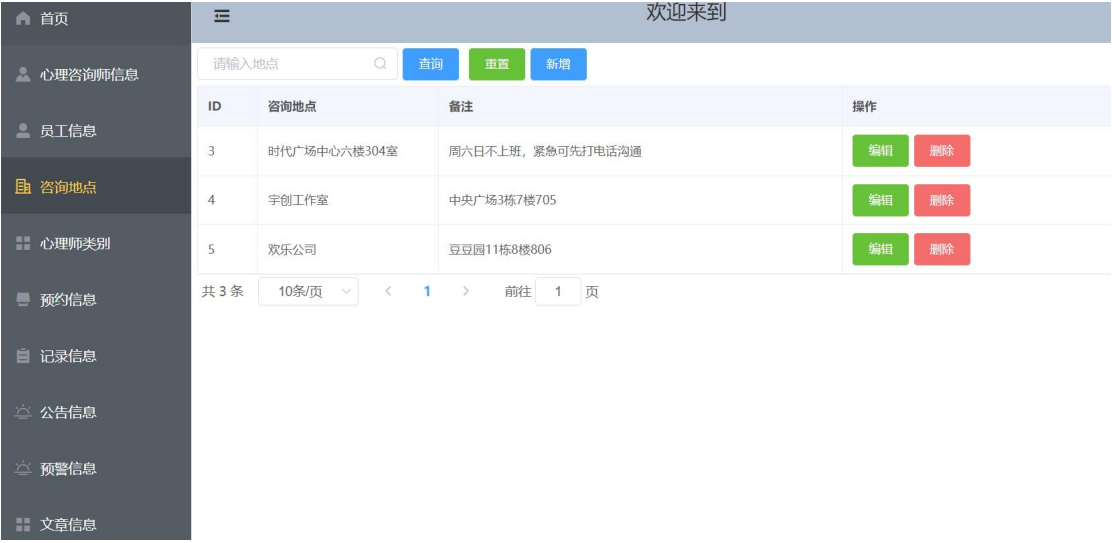 首页
心理咨询师信息
员工信息
咨询地点
心理师类别
预约信息
记录信息
公告信息
预警信息
文章信息
欢迎来到
请输入地点 查询 重置 新增
ID 咨询地点 备注 操作
3 时代广场中心六楼304室 周六日不上班，紧急可先打电话沟通 编辑 删除
4 宇创工作室 中央广场3栋7楼705 编辑 删除
5 欢乐公司 豆豆园11栋8楼806 编辑 删除
共 3 条 10条/页 1 前往 1 页